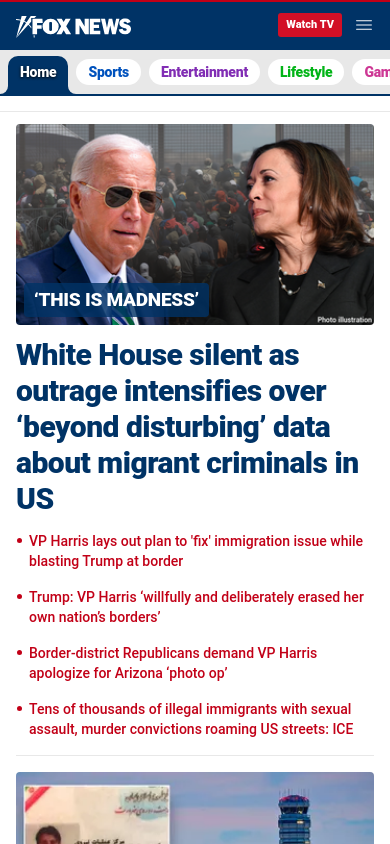 FOX NEWS
Watch TV
Home
Sports
Entertainment
Lifestyle
‘THIS IS MADNESS’
Photo illustration
White House silent as
outrage intensifies over
‘beyond disturbing’ data
about migrant criminals in
US
• VP Harris lays out plan to 'fix' immigration issue while
blasting Trump at border
• Trump: VP Harris ‘willfully and deliberately erased her
own nation’s borders’
• Border-district Republicans demand VP Harris
apologize for Arizona ‘photo op’
• Tens of thousands of illegal immigrants with sexual
assault, murder convictions roaming US streets: ICE